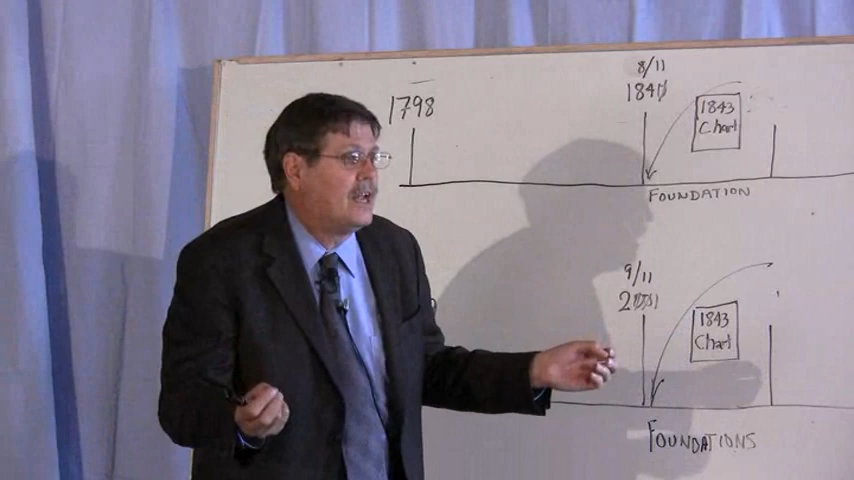 1798
8/11
1840
1843
Chart
FOUNDATION
9/11
2001
1843
Chart
FOUNDATIONS